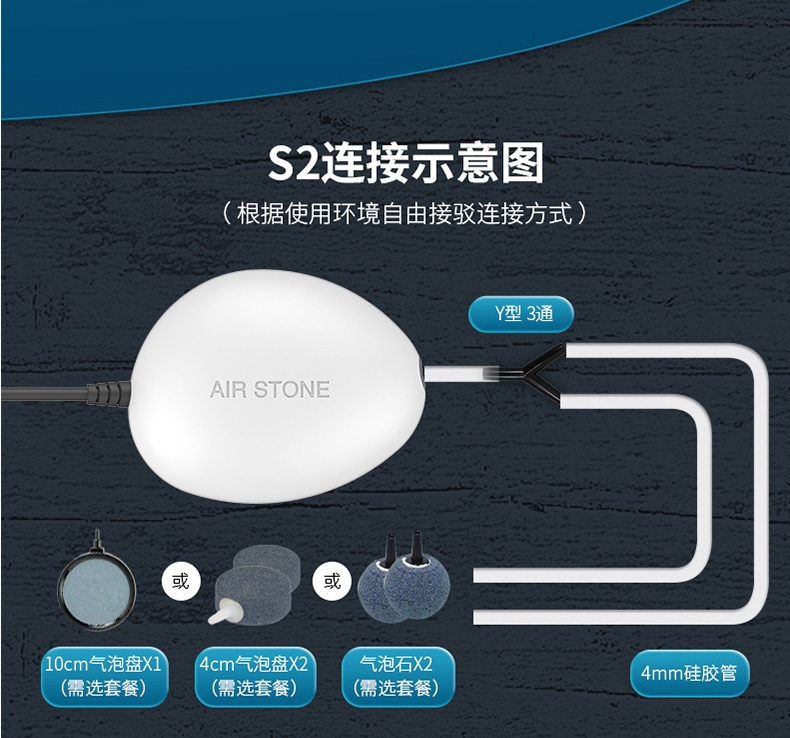 S2连接示意图
（根据使用环境自由接驳连接方式）
Y型 3通
AIR STONE
或
或
10cm气泡盘X1
（需选套餐）
4cm气泡盘X2
（需选套餐）
气泡石X2
（需选套餐）
4mm硅胶管